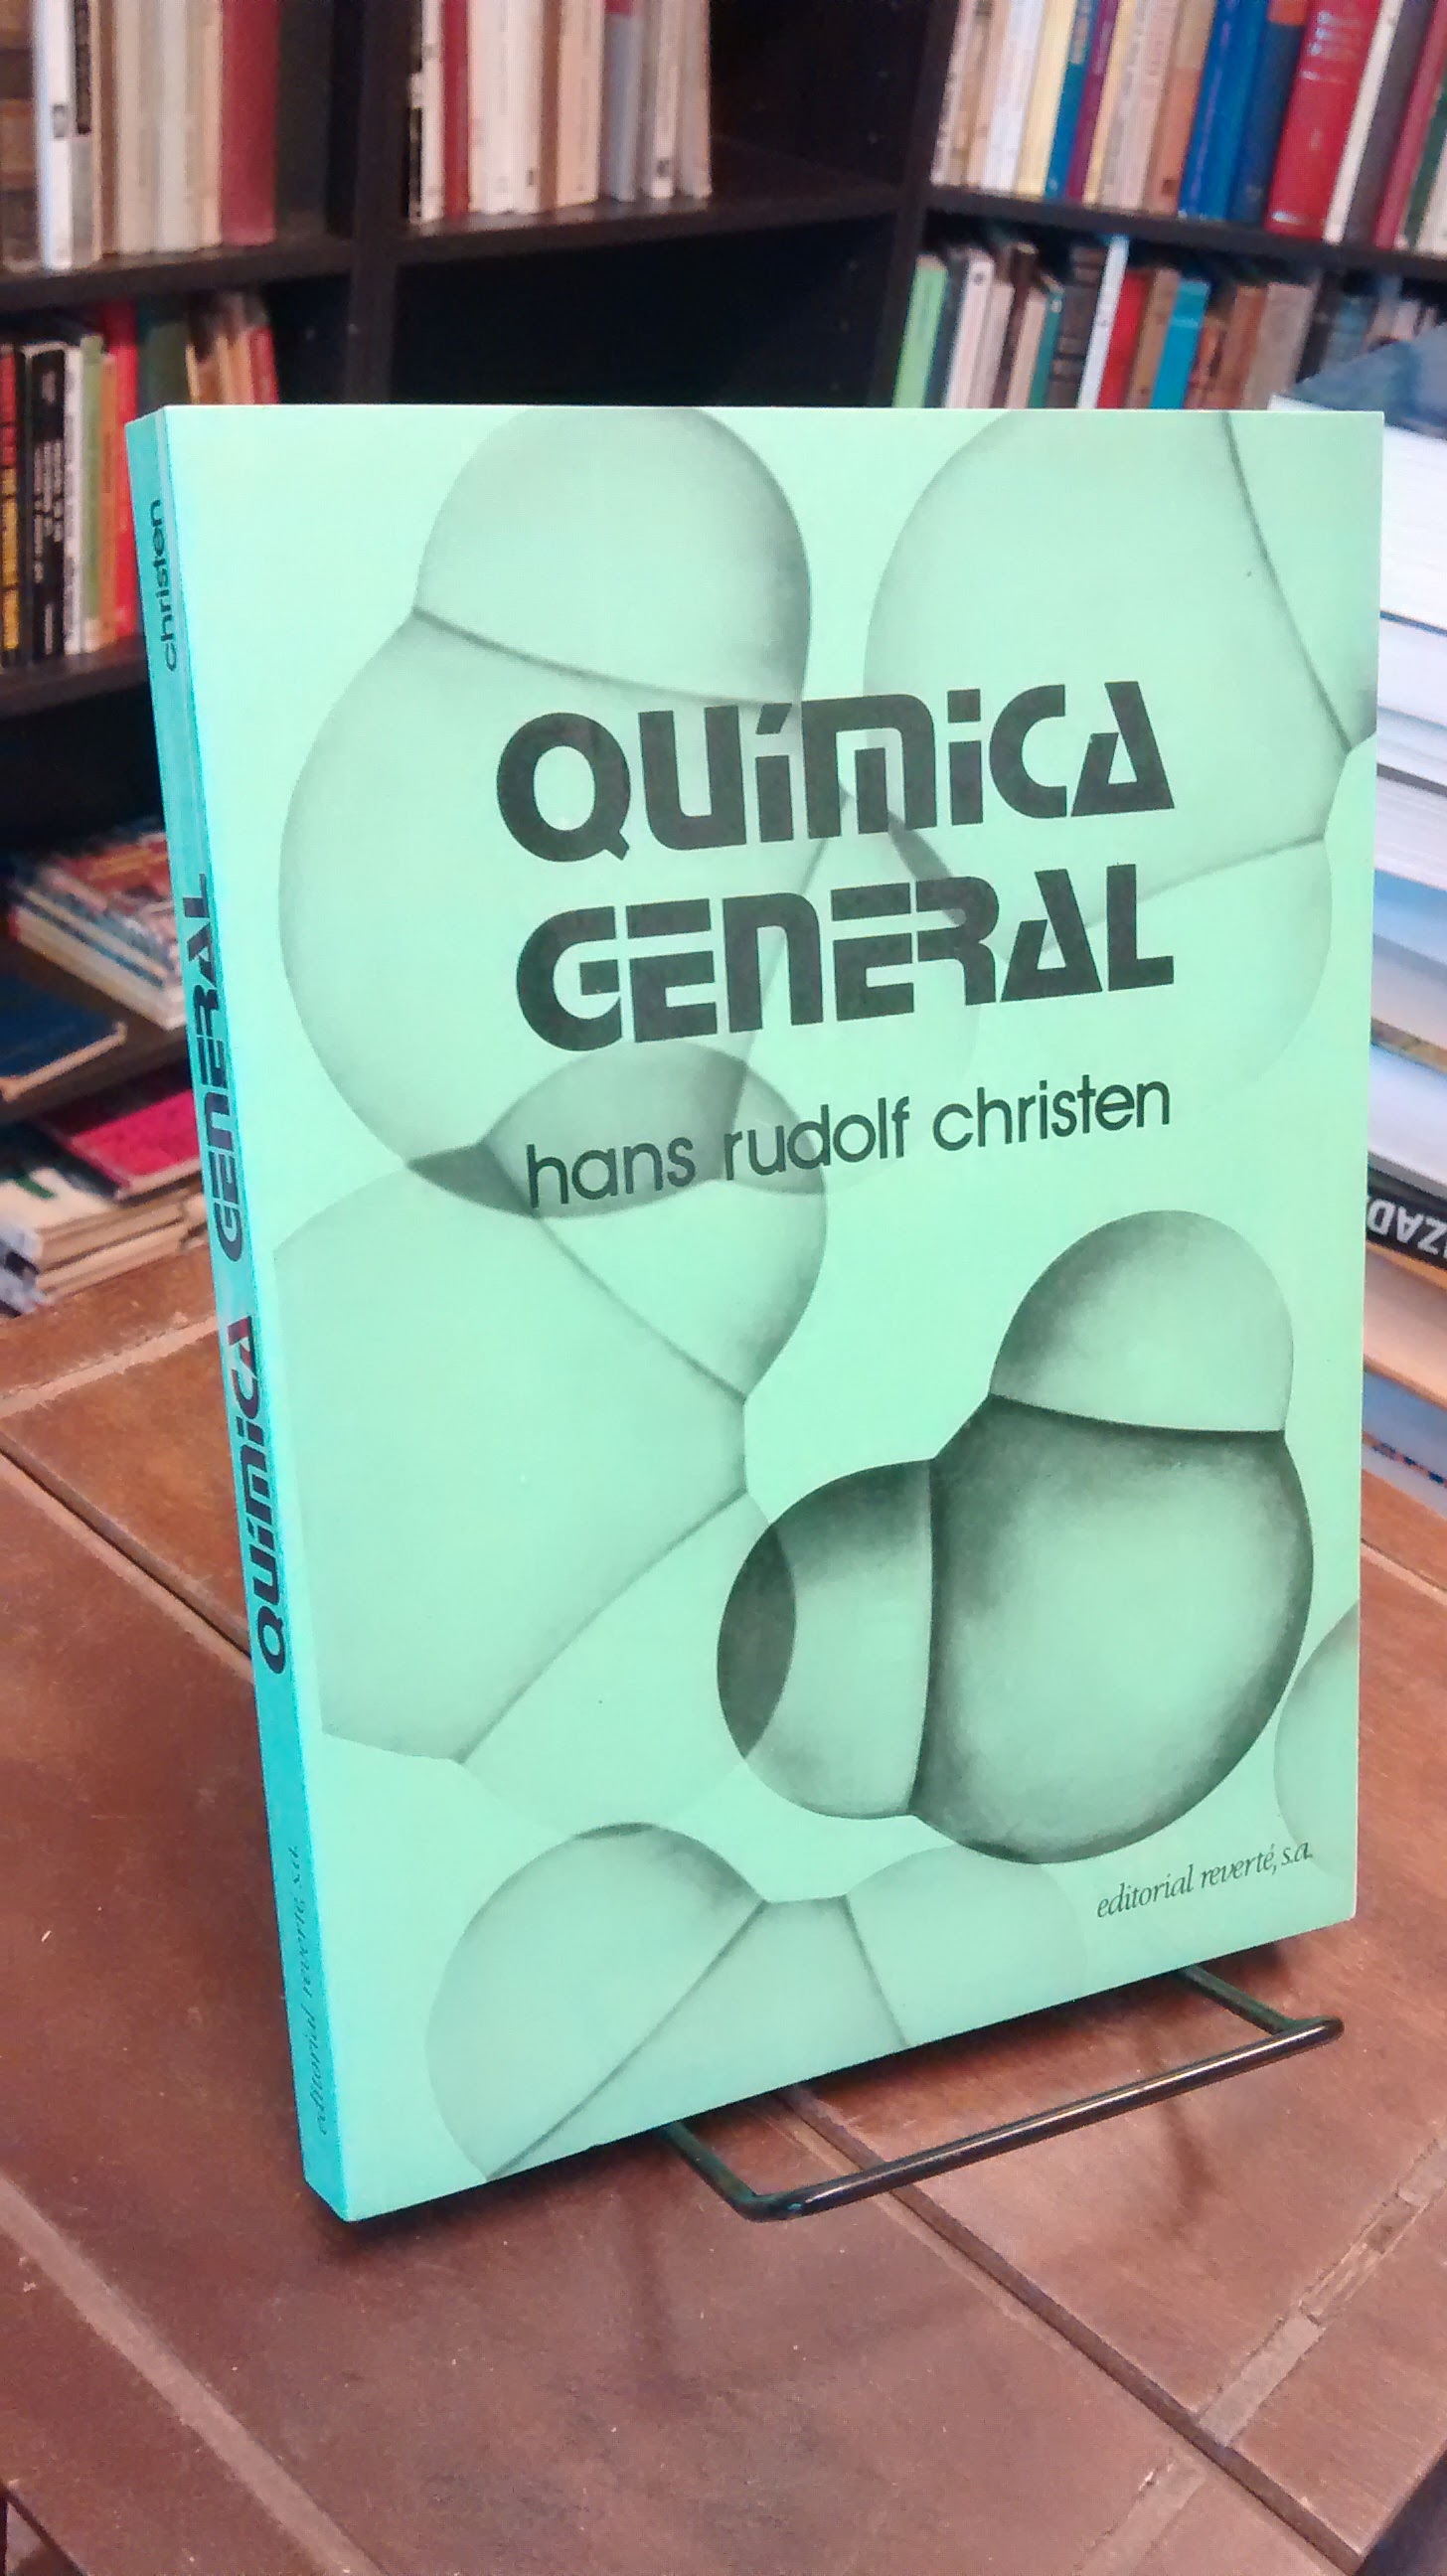 QUÍMICA
GENERAL
hans rudolf christen
editorial reverté, s.a.
christen
QUÍMICA GENERAL
editorial reverté, s.a.